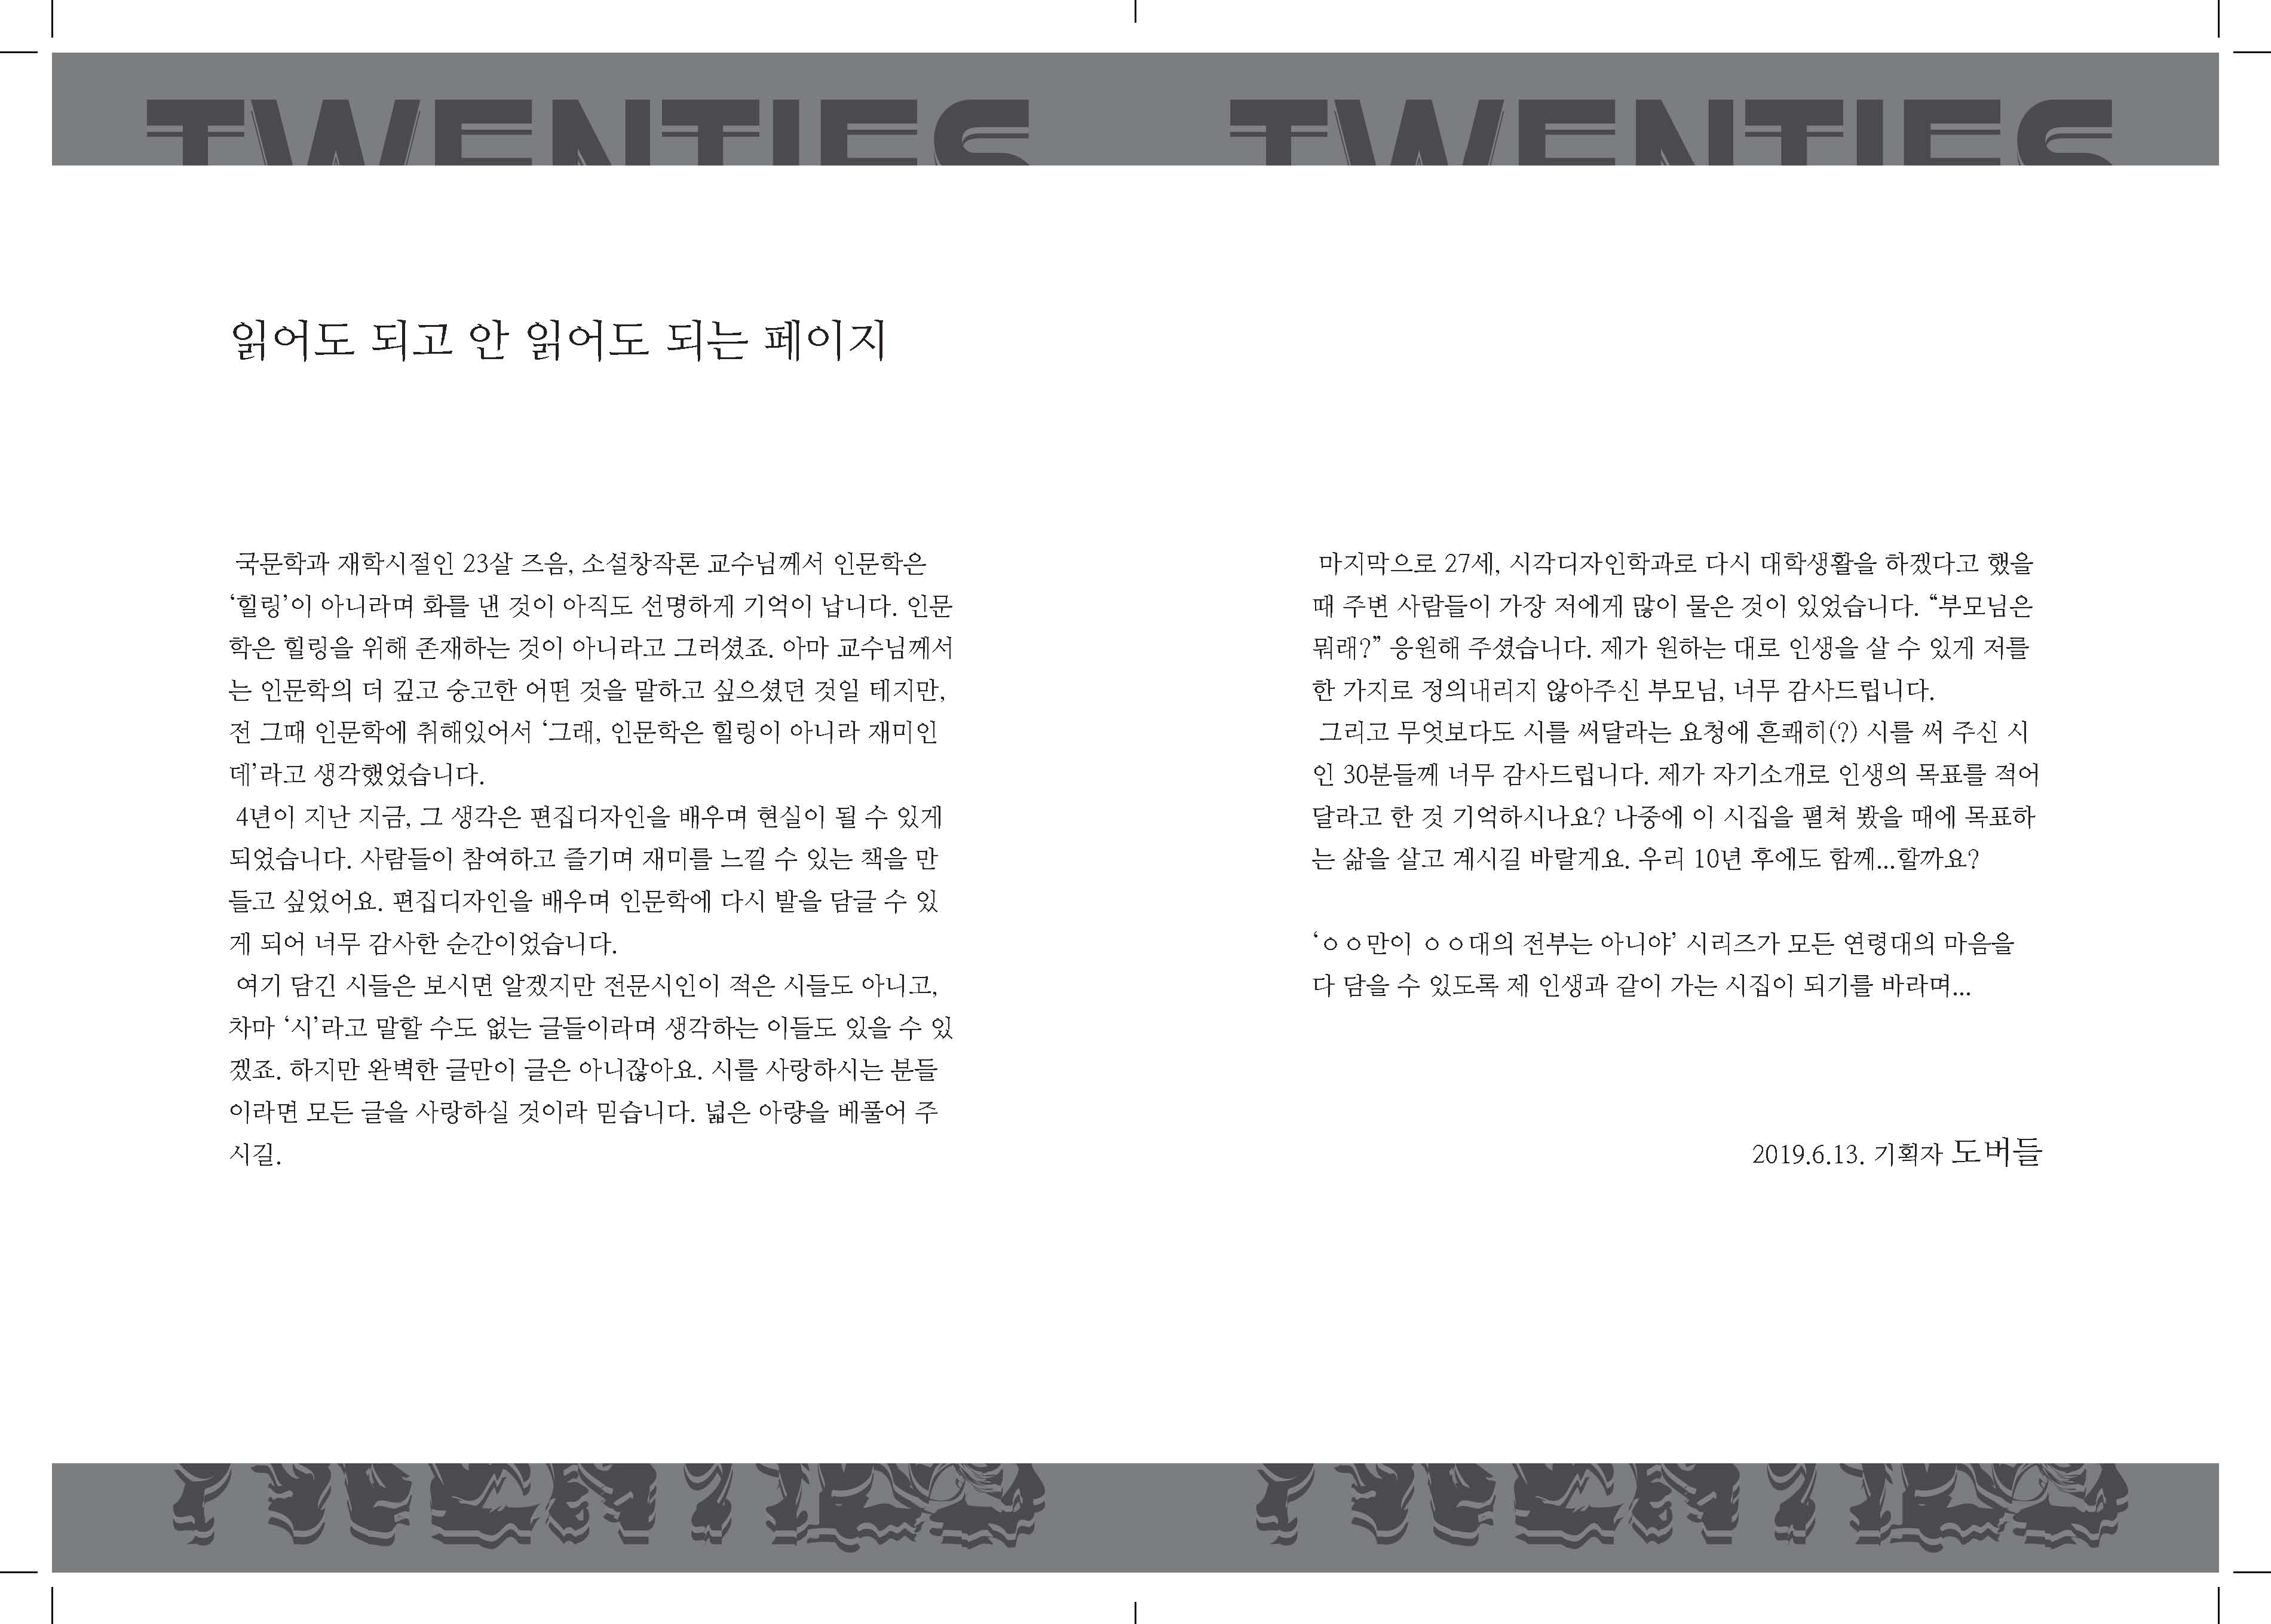 TWENTIES TWENTIES
읽어도 되고 안 읽어도 되는 페이지
국문학과 재학시절인 23살 즈음, 소설창작론 교수님께서 인문학은
‘힐링’이 아니라며 화를 낸 것이 아직도 선명하게 기억이 납니다. 인문
학은 힐링을 위해 존재하는 것이 아니라고 그러셨죠. 아마 교수님께서
는 인문학의 더 깊고 숭고한 어떤 것을 말하고 싶으셨던 것일 테지만,
전 그때 인문학에 취해있어서 ‘그래, 인문학은 힐링이 아니라 재미인
데’라고 생각했었습니다.
4년이 지난 지금, 그 생각은 편집디자인을 배우며 현실이 될 수 있게
되었습니다. 사람들이 참여하고 즐기며 재미를 느낄 수 있는 책을 만
들고 싶었어요. 편집디자인을 배우며 인문학에 다시 발을 담글 수 있
게 되어 너무 감사한 순간이었습니다.
여기 담긴 시들은 보시면 알겠지만 전문시인이 적은 시들도 아니고,
차마 ‘시’라고 말할 수도 없는 글들이라며 생각하는 이들도 있을 수 있
겠죠. 하지만 완벽한 글만이 글은 아니잖아요. 시를 사랑하시는 분들
이라면 모든 글을 사랑하실 것이라 믿습니다. 넓은 아량을 베풀어 주
시길.
마지막으로 27세, 시각디자인학과로 다시 대학생활을 하겠다고 했을
때 주변 사람들이 가장 저에게 많이 물은 것이 있었습니다. “부모님은
뭐래?” 응원해 주셨습니다. 제가 원하는 대로 인생을 살 수 있게 저를
한 가지로 정의내리지 않아주신 부모님, 너무 감사드립니다.
그리고 무엇보다도 시를 써달라는 요청에 흔쾌히(?) 시를 써 주신 시
인 30분들께 너무 감사드립니다. 제가 자기소개로 인생의 목표를 적어
달라고 한 것 기억하시나요? 나중에 이 시집을 펼쳐 봤을 때에 목표하
는 삶을 살고 계시길 바랄게요. 우리 10년 후에도 함께...할까요?
‘ㅇㅇ만이 ㅇㅇ대의 전부는 아니야’ 시리즈가 모든 연령대의 마음을
다 담을 수 있도록 제 인생과 같이 가는 시집이 되기를 바라며...
2019.6.13. 기획자 도버들
TWENTIES TWENTIES